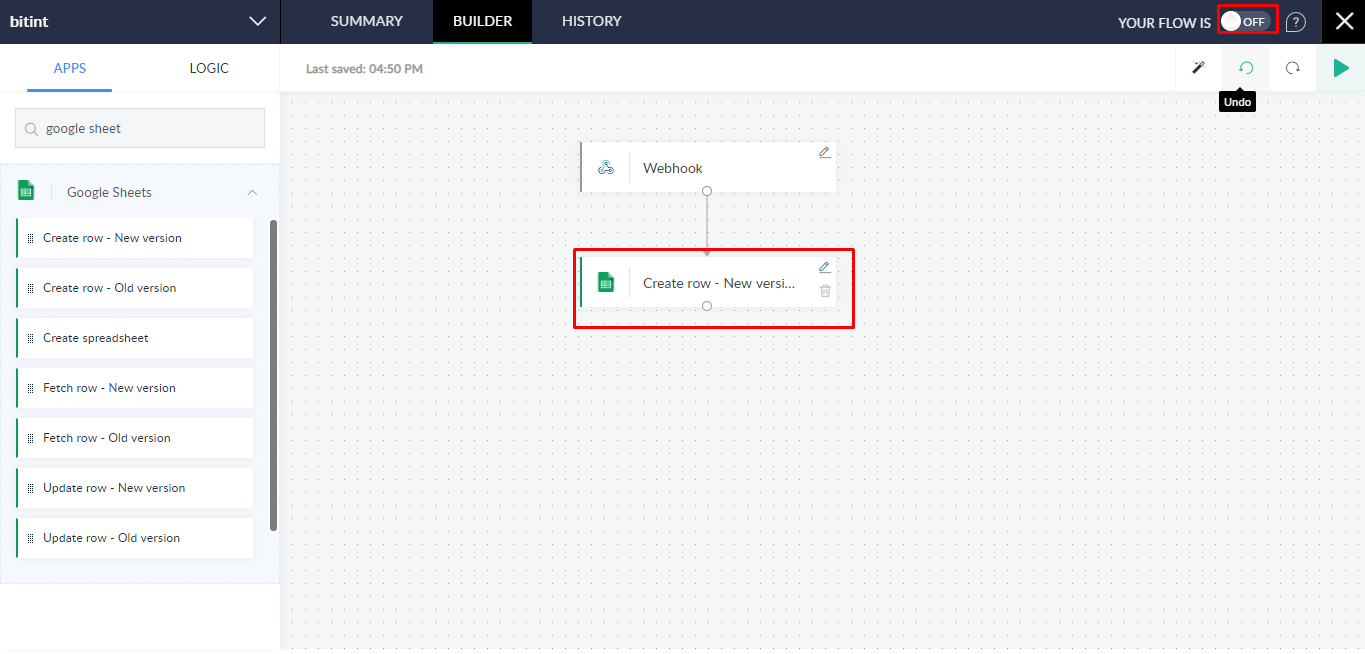 bitint
SUMMARY
BUILDER
HISTORY
YOUR FLOW IS
OFF
?
APPS
LOGIC
Last saved: 04:50 PM
Undo
google sheet
Google Sheets
Create row - New version
Create row - Old version
Create spreadsheet
Fetch row - New version
Fetch row - Old version
Update row - New version
Update row - Old version
Webhook
Create row - New versi...